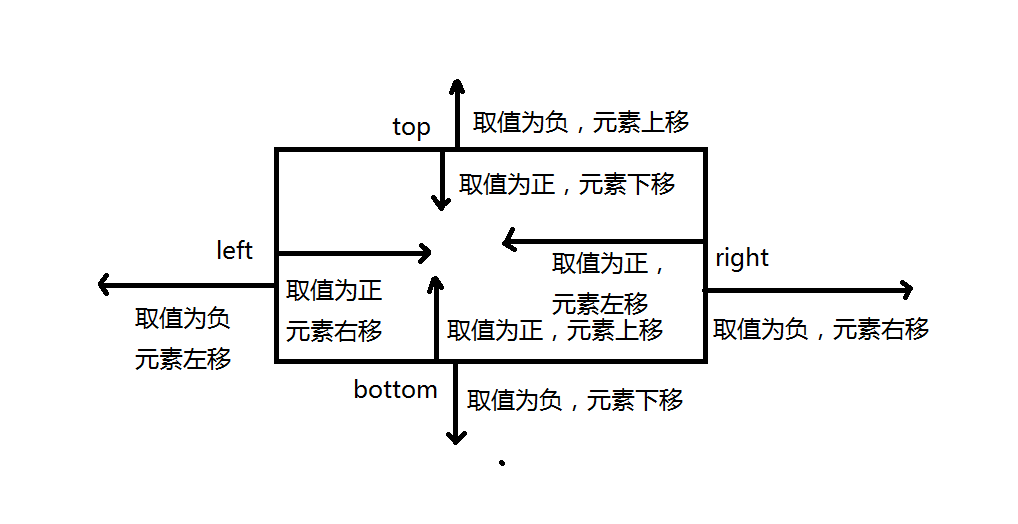 取值为负，元素上移
top
取值为正，元素下移
left
取值为正，
元素左移
right
取值为正
元素右移
取值为负
元素左移
取值为正，元素上移
取值为负，元素右移
bottom
取值为负，元素下移